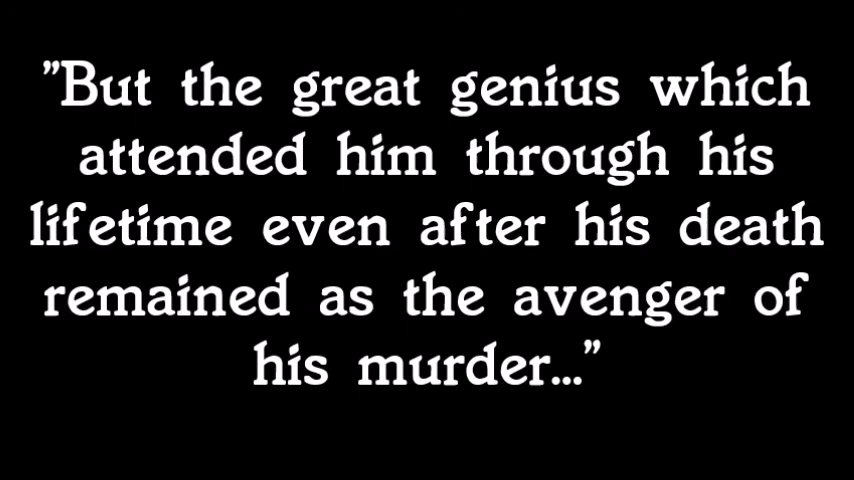 "But the great genius which
attended him through his
lifetime even after his death
remained as the avenger of
his murder..."